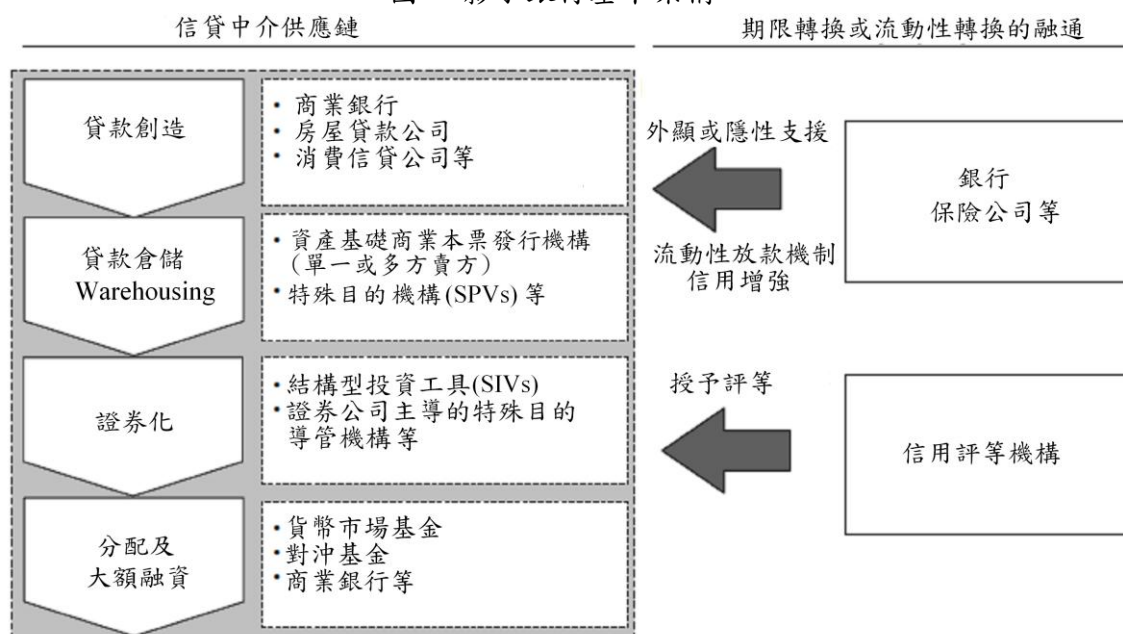 信貸中介供應鏈
期限轉換或流動性轉換的融通
貸款創造
• 商業銀行
• 房屋貸款公司
• 消費信貸公司等
貸款倉儲
Warehousing
• 資產基礎商業本票發行機構
(單一或多方賣方)
• 特殊目的機構(SPVs)等
證券化
• 結構型投資工具(SIVs)
• 證券公司主導的特殊目的
導管機構等
分配及
大額融資
• 貨幣市場基金
• 對沖基金
• 商業銀行等
外顯或隱性支援
流動性放款機制
信用增強
銀行
保險公司等
授予評等
信用評等機構